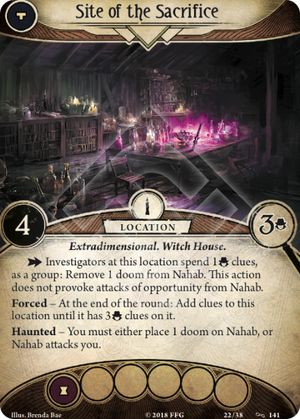 Site of the Sacrifice
4
LOCATION
3
Extradimensional. Witch House.
Investigators at this location spend 1 clues,
as a group: Remove 1 doom from Nahab. This action
does not provoke attacks of opportunity from Nahab.
Forced – At the end of the round: Add clues to this
location until it has 3 clues on it.
Haunted – You must either place 1 doom on Nahab, or
Nahab attacks you.
Illus. Brenda Bae
© 2018 FFG
22/38
141